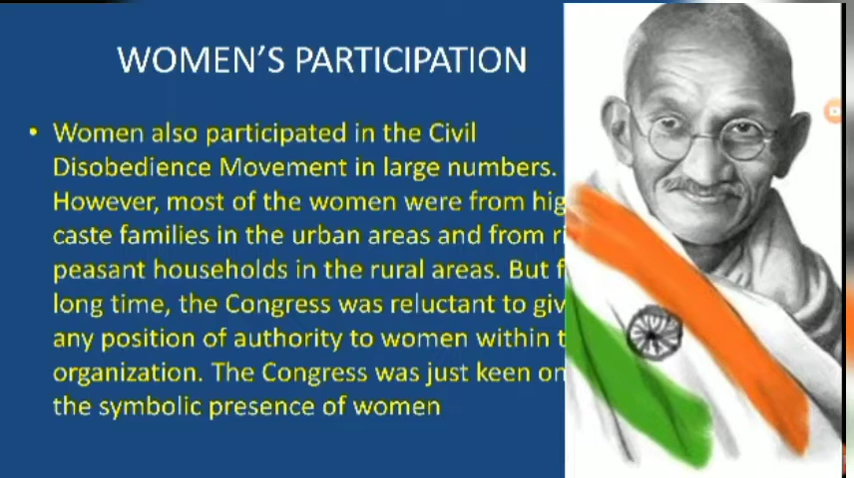 WOMEN'S PARTICIPATION
• Women also participated in the Civil
Disobedience Movement in large numbers.
However, most of the women were from hig
caste families in the urban areas and from ri
peasant households in the rural areas. But f
long time, the Congress was reluctant to giv
any position of authority to women within t
organization. The Congress was just keen on
the symbolic presence of women